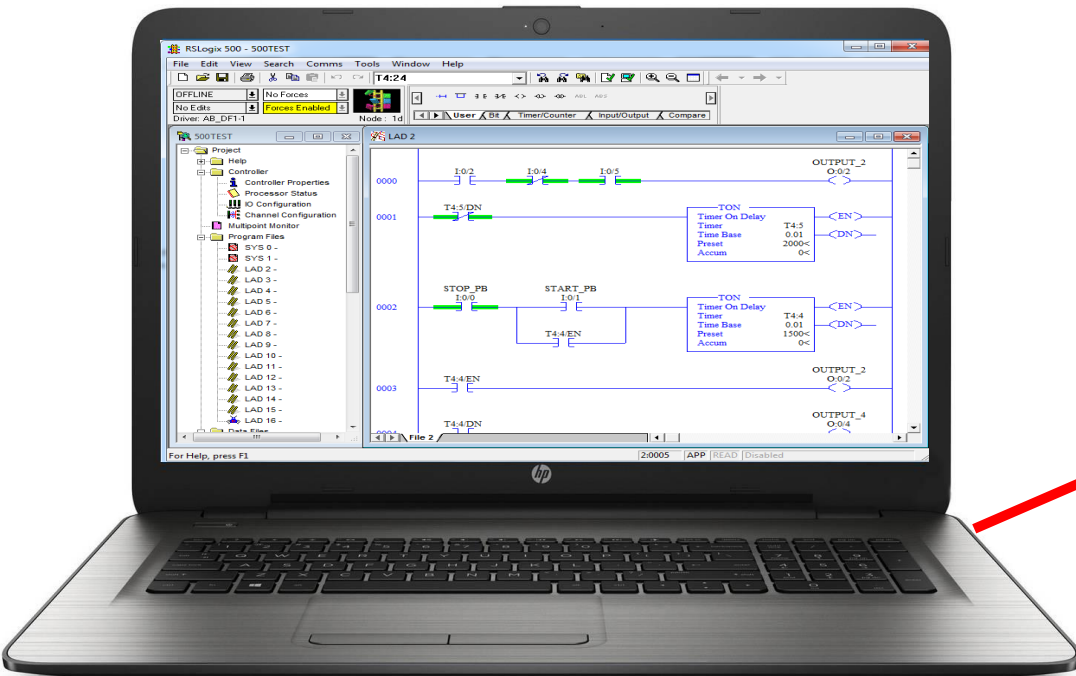 RSLogix 500 - 500TEST
File Edit View Search Comms Tools Window Help
T4:24
OFFLINE No Forces
No Edits Forces Enabled
Driver: AB_DF1-1 Node : 1d
User Bit Timer/Counter Input/Output Compare
500TEST
Project
Help
Controller
Controller Properties
Processor Status
IO Configuration
Channel Configuration
Multipoint Monitor
Program Files
SYS 0 -
SYS 1 -
LAD 2 -
LAD 3 -
LAD 4 -
LAD 5 -
LAD 6 -
LAD 7 -
LAD 8 -
LAD 9 -
LAD 10 -
LAD 11 -
LAD 12 -
LAD 13 -
LAD 14 -
LAD 15 -
LAD 16 -
Data Files
LAD 2
OUTPUT_2
I:0/2 I:0/4 I:0/5 O:0/2
0000
T4:5/DN
0001
TON
Timer On Delay EN
Timer T4:5
Time Base 0.01 DN
Preset 2000<
Accum 0<
STOP_PB START_PB
I:0/0 I:0/1
0002
TON
Timer On Delay EN
Timer T4:4
Time Base 0.01 DN
Preset 1500<
Accum 0<
T4:4/EN
OUTPUT_2
T4:4/EN O:0/2
0003
OUTPUT_4
T4:4/DN O:0/4
0004
File 2
For Help, press F1 2:0005 APP READ Disabled
hp